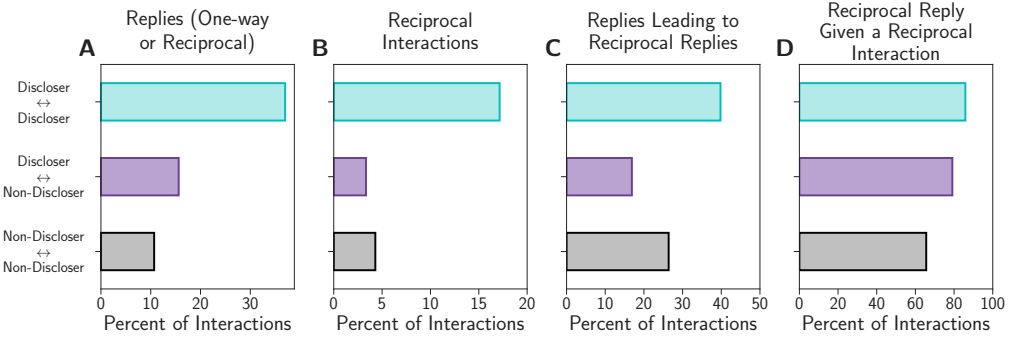 A
Replies (One-way
or Reciprocal)
B
Reciprocal
Interactions
C
Replies Leading to
Reciprocal Replies
D
Reciprocal Reply
Given a Reciprocal
Interaction
Discloser
↔
Discloser
Discloser
↔
Non-Discloser
Non-Discloser
↔
Non-Discloser
0 10 20 30
Percent of Interactions
0 5 10 15 20
Percent of Interactions
0 10 20 30 40 50
Percent of Interactions
0 20 40 60 80 100
Percent of Interactions